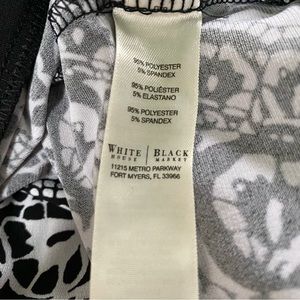 95% POLYESTER
5% SPANDEX
95% POLIÉSTER
5% ELASTANO
95% POLYESTER
5% SPANDEX
WHITE | BLACK
HOUSE | MARKET
11215 METRO PARKWAY
FORT MYERS, FL 33966